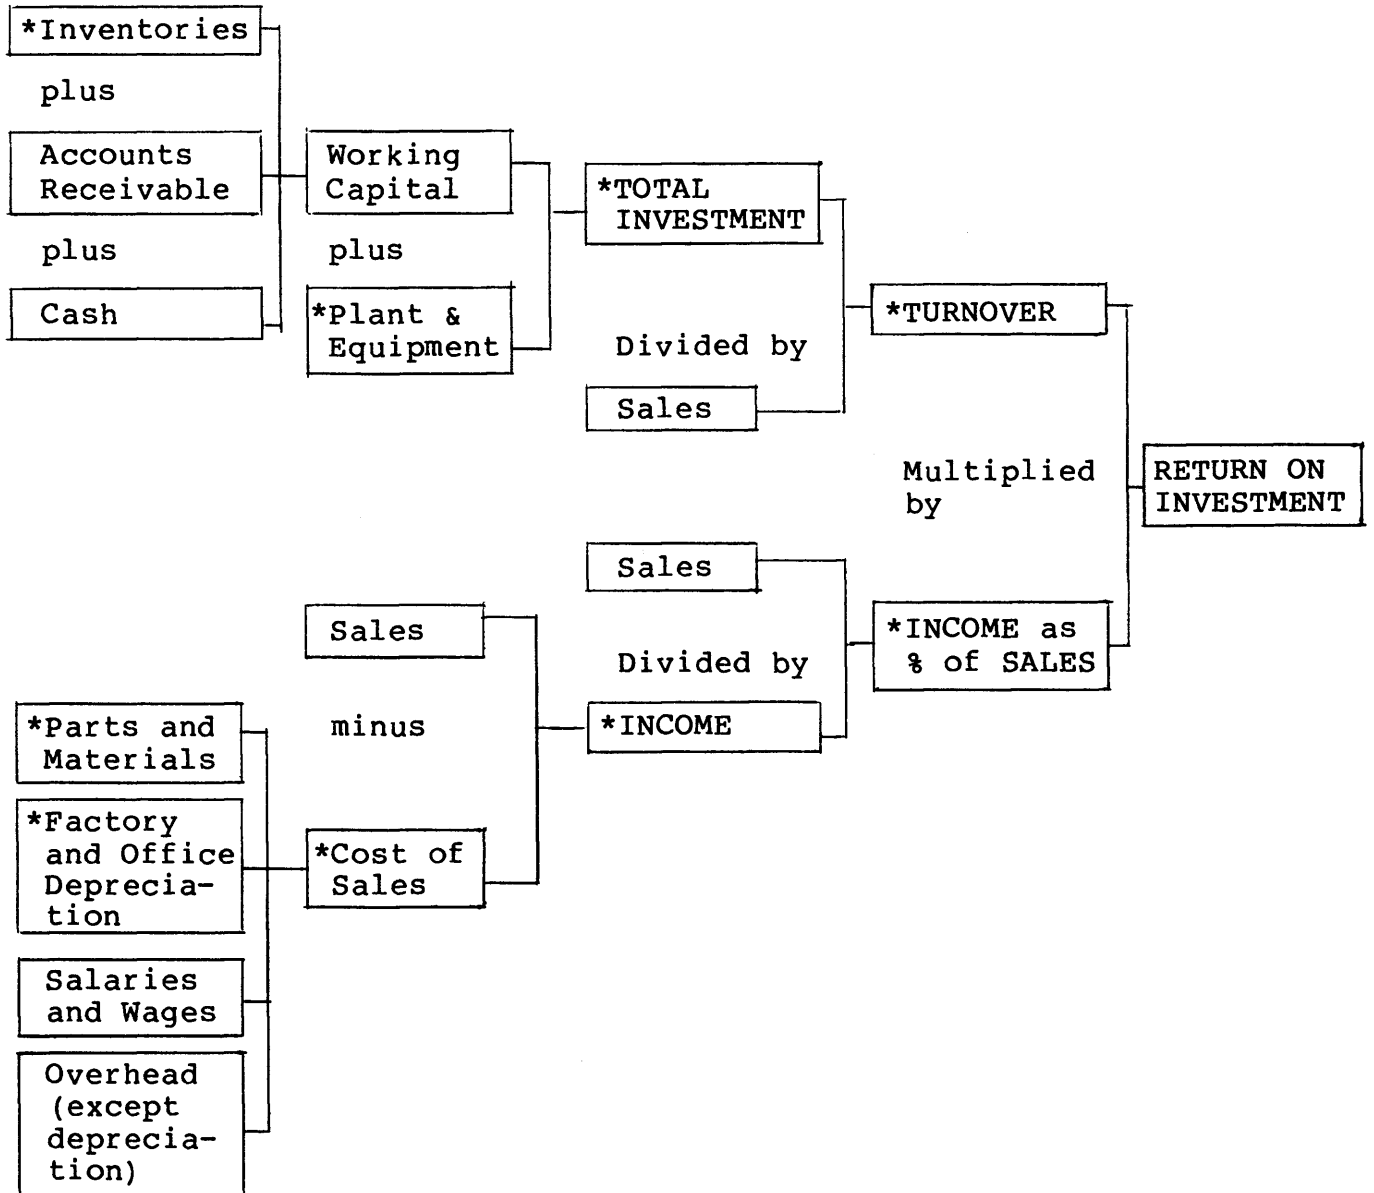 *Inventories
plus
Accounts
Receivable
plus
Cash
Working
Capital
plus
*Plant &
Equipment
*TOTAL
INVESTMENT
Divided by
Sales
*TURNOVER
Multiplied
by
RETURN ON
INVESTMENT
Sales
Divided by
*INCOME
*INCOME as
% of SALES
Sales
minus
*Cost of
Sales
*Parts and
Materials
*Factory
and Office
Deprecia-
tion
Salaries
and Wages
Overhead
(except
deprecia-
tion)